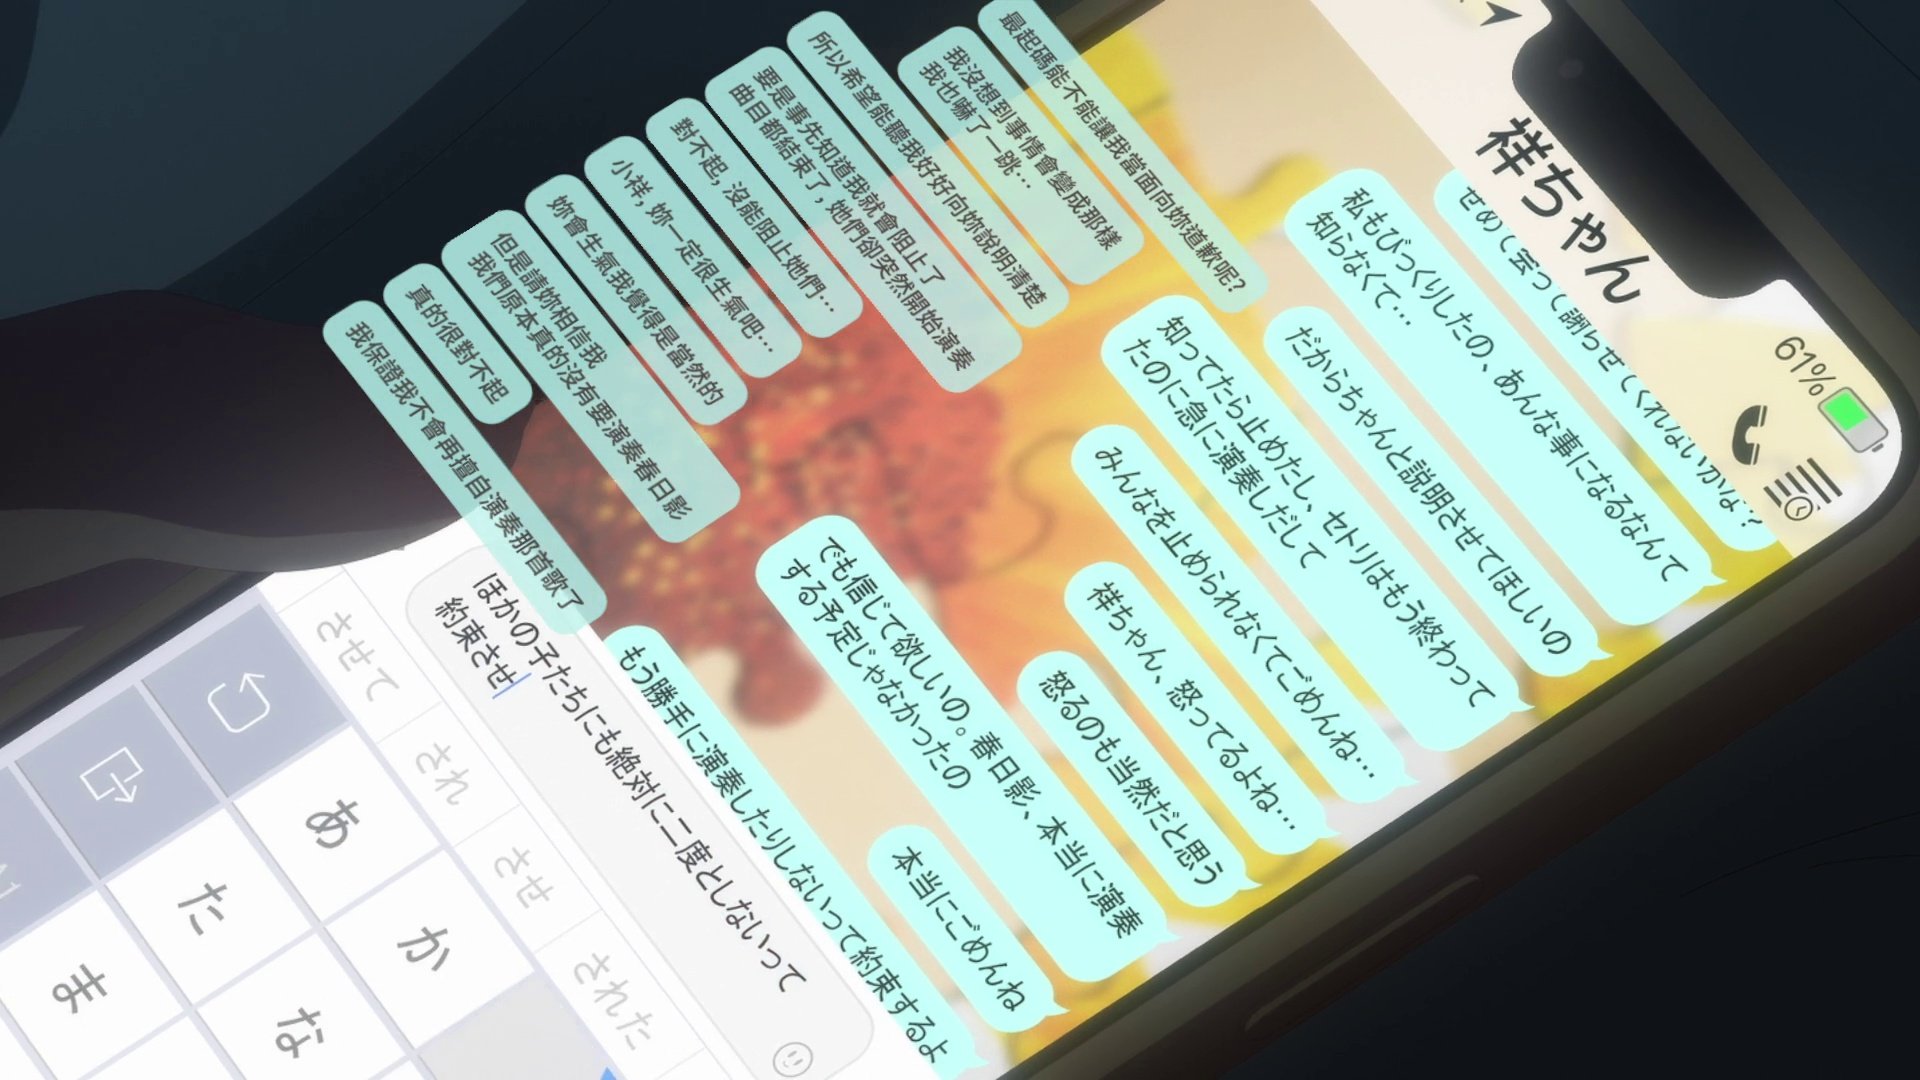 祥ちゃん
61%
せめて会って謝らせてくれないかな?
私もびっくりしたの、あんな事になるなんて
知らなくて…
だからちゃんと説明させてほしいの
知ってたら止めたし、セトリはもう終わって
たのに急に演奏しだして
みんなを止められなくてごめんね…
祥ちゃん、怒ってるよね…
怒るのも当然だと思う
でも信じて欲しいの。春日影、本当に演奏
する予定じゃなかったの
本当にごめんね
もう勝手に演奏したりしないって約束するよ
ほかの子たちにも絶対に二度としないって
約束させ
最起碼能不能讓我當面向妳道歉呢?
我沒想到事情會變成那樣
我也嚇了一跳…
所以希望能聽我好好向妳說明清楚
要是事先知道我就會阻止了
曲目都結束了,她們卻突然開始演奏
對不起,沒能阻止她們…
小祥,妳一定很生氣吧…
妳會生氣我覺得是當然的
但是請妳相信我
我們原本真的沒有要演奏春日影
真的很對不起
我保證我不會再擅自演奏那首歌了
させて
され
させ
された
あ
か
た
な
ま